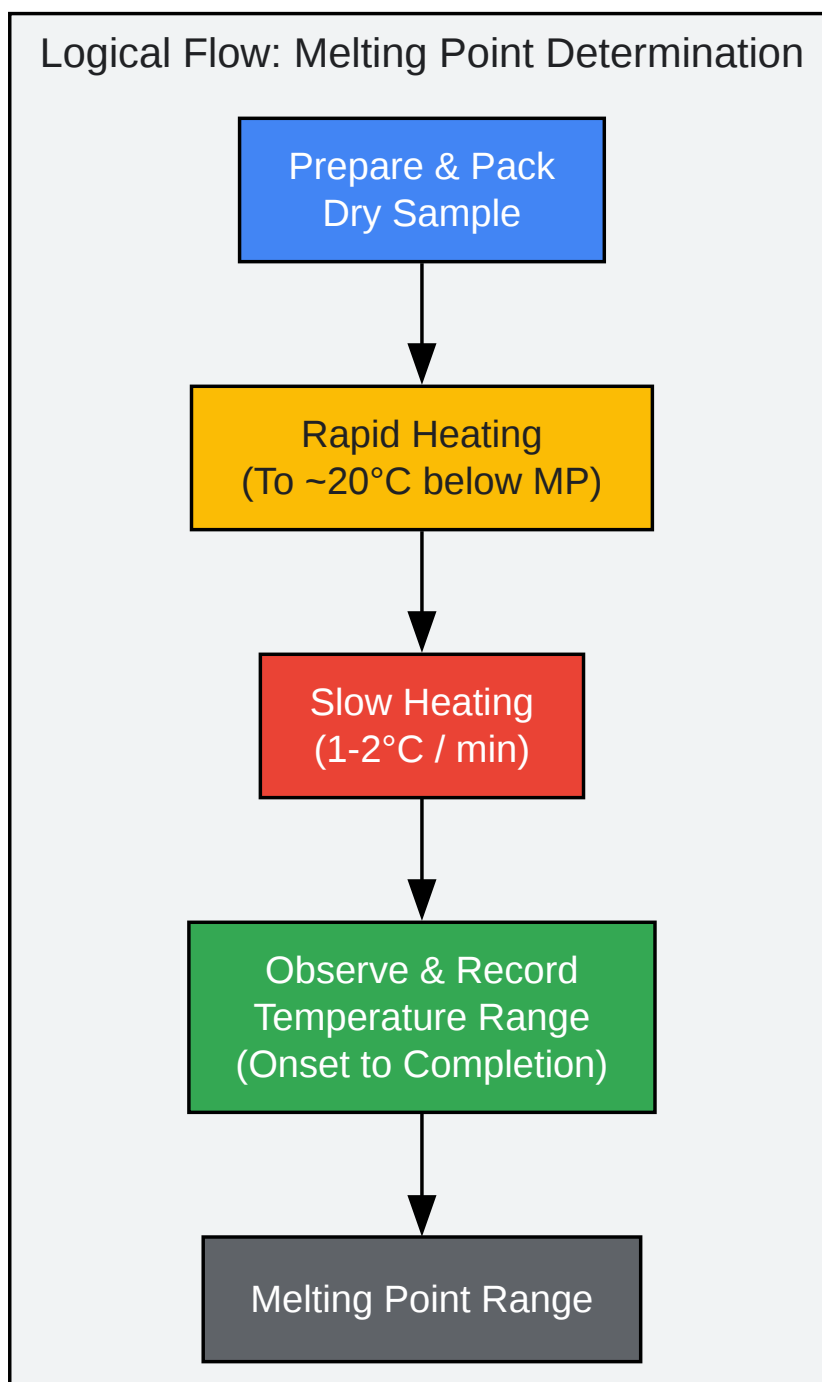 Logical Flow: Melting Point Determination
Prepare & Pack
Dry Sample
Rapid Heating
(To ~20°C below MP)
Slow Heating
(1-2°C / min)
Observe & Record
Temperature Range
(Onset to Completion)
Melting Point Range